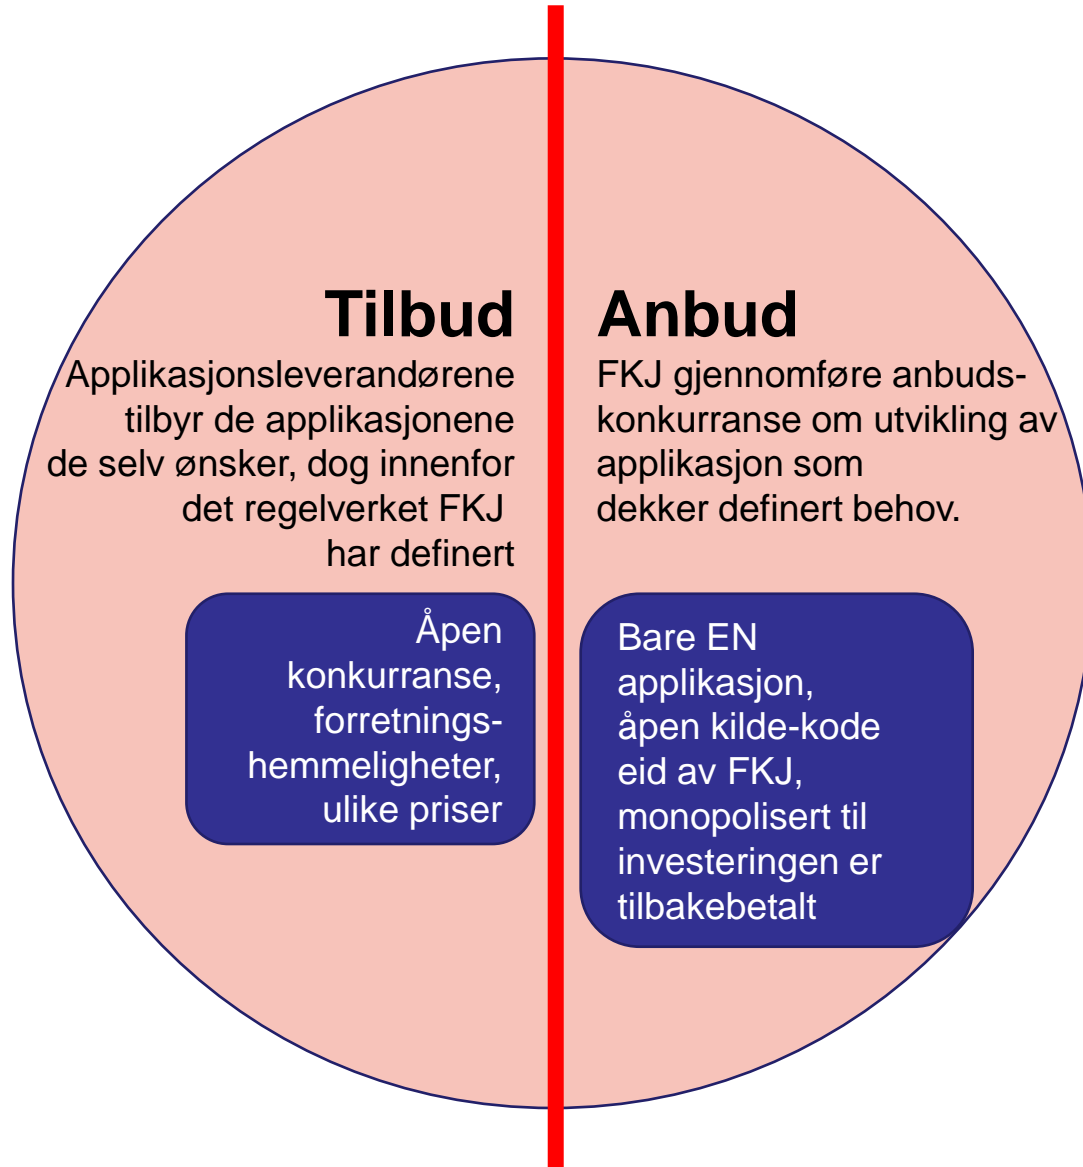 Tilbud
Applikasjonsleverandørene
tilbyr de applikasjonene
de selv ønsker, dog innenfor
det regelverket FKJ
har definert
Åpen
konkurranse,
forretnings-
hemmeligheter,
ulike priser
Anbud
FKJ gjennomføre anbuds-
konkurranse om utvikling av
applikasjon som
dekker definert behov.
Bare EN
applikasjon,
åpen kilde-kode
eid av FKJ,
monopolisert til
investeringen er
tilbakebetalt